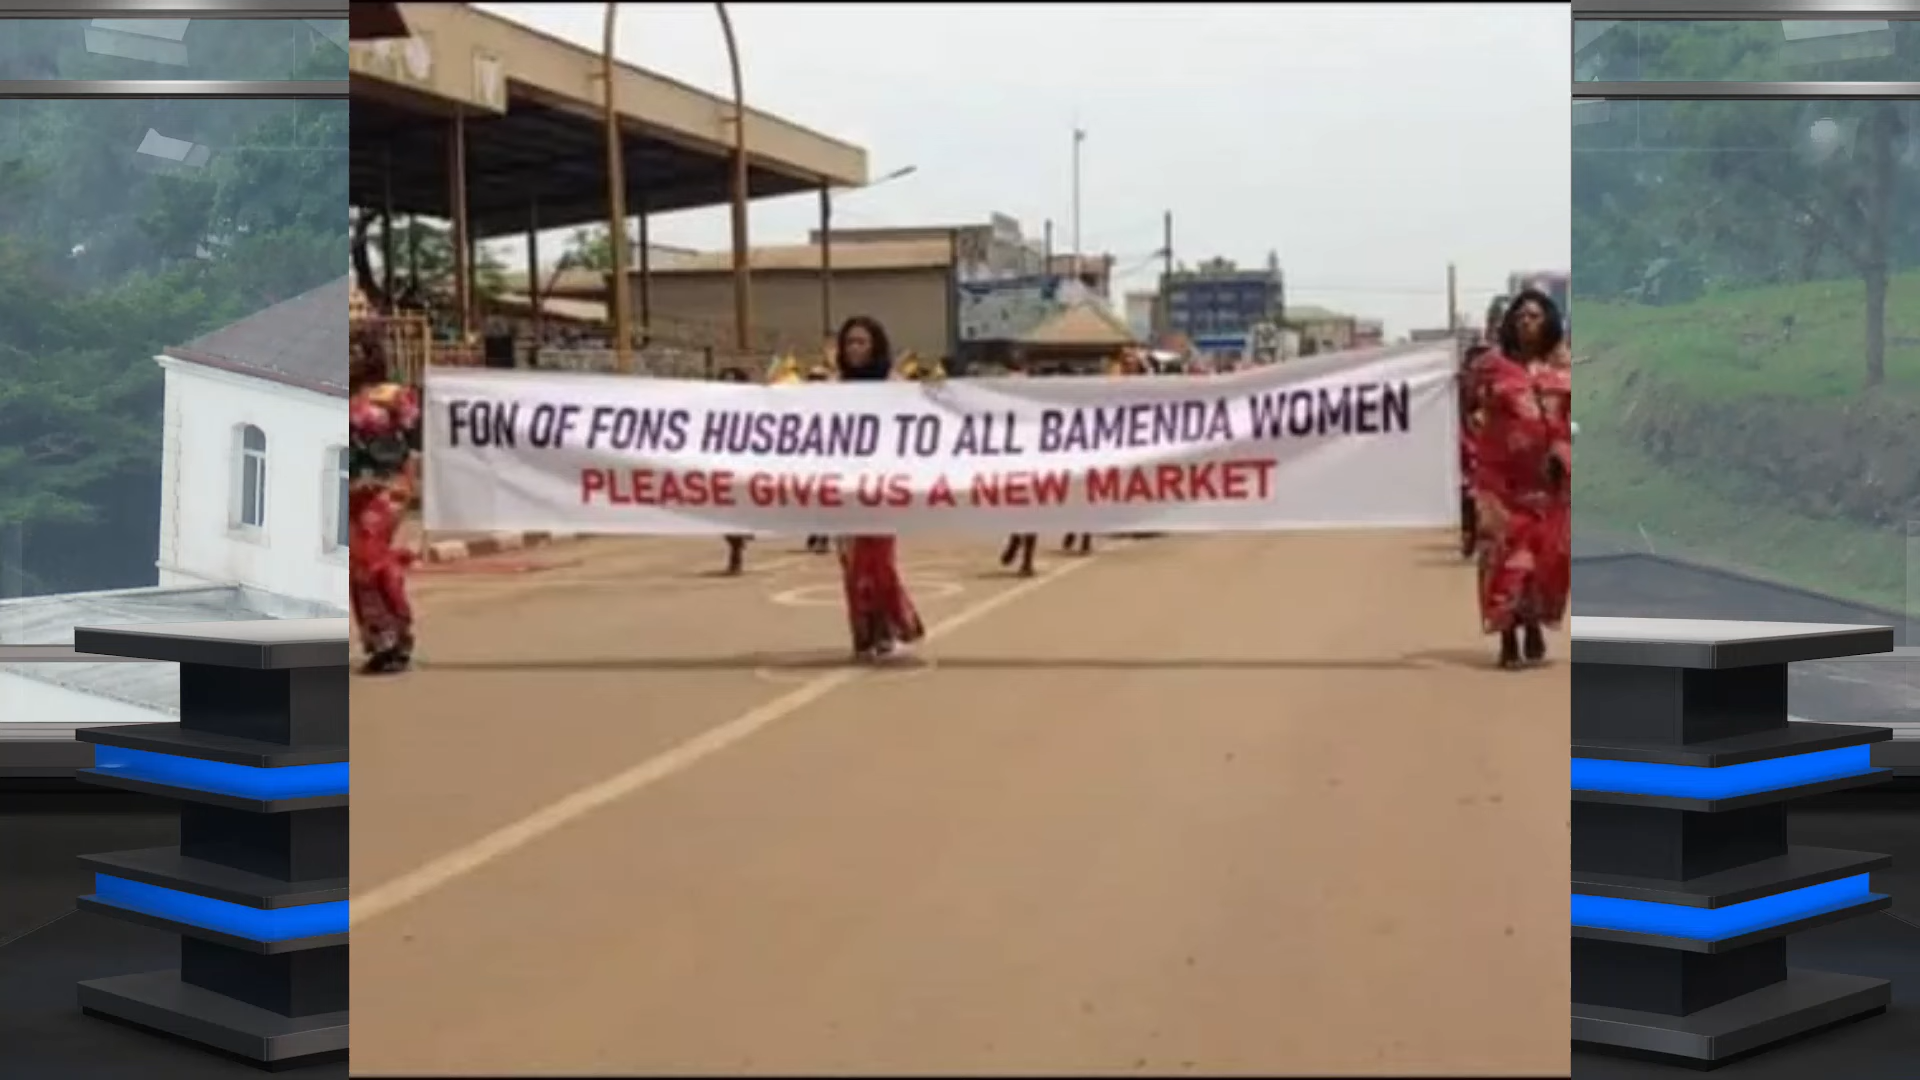 FON OF FONS HUSBAND TO ALL BAMENDA WOMEN
PLEASE GIVE US A NEW MARKET